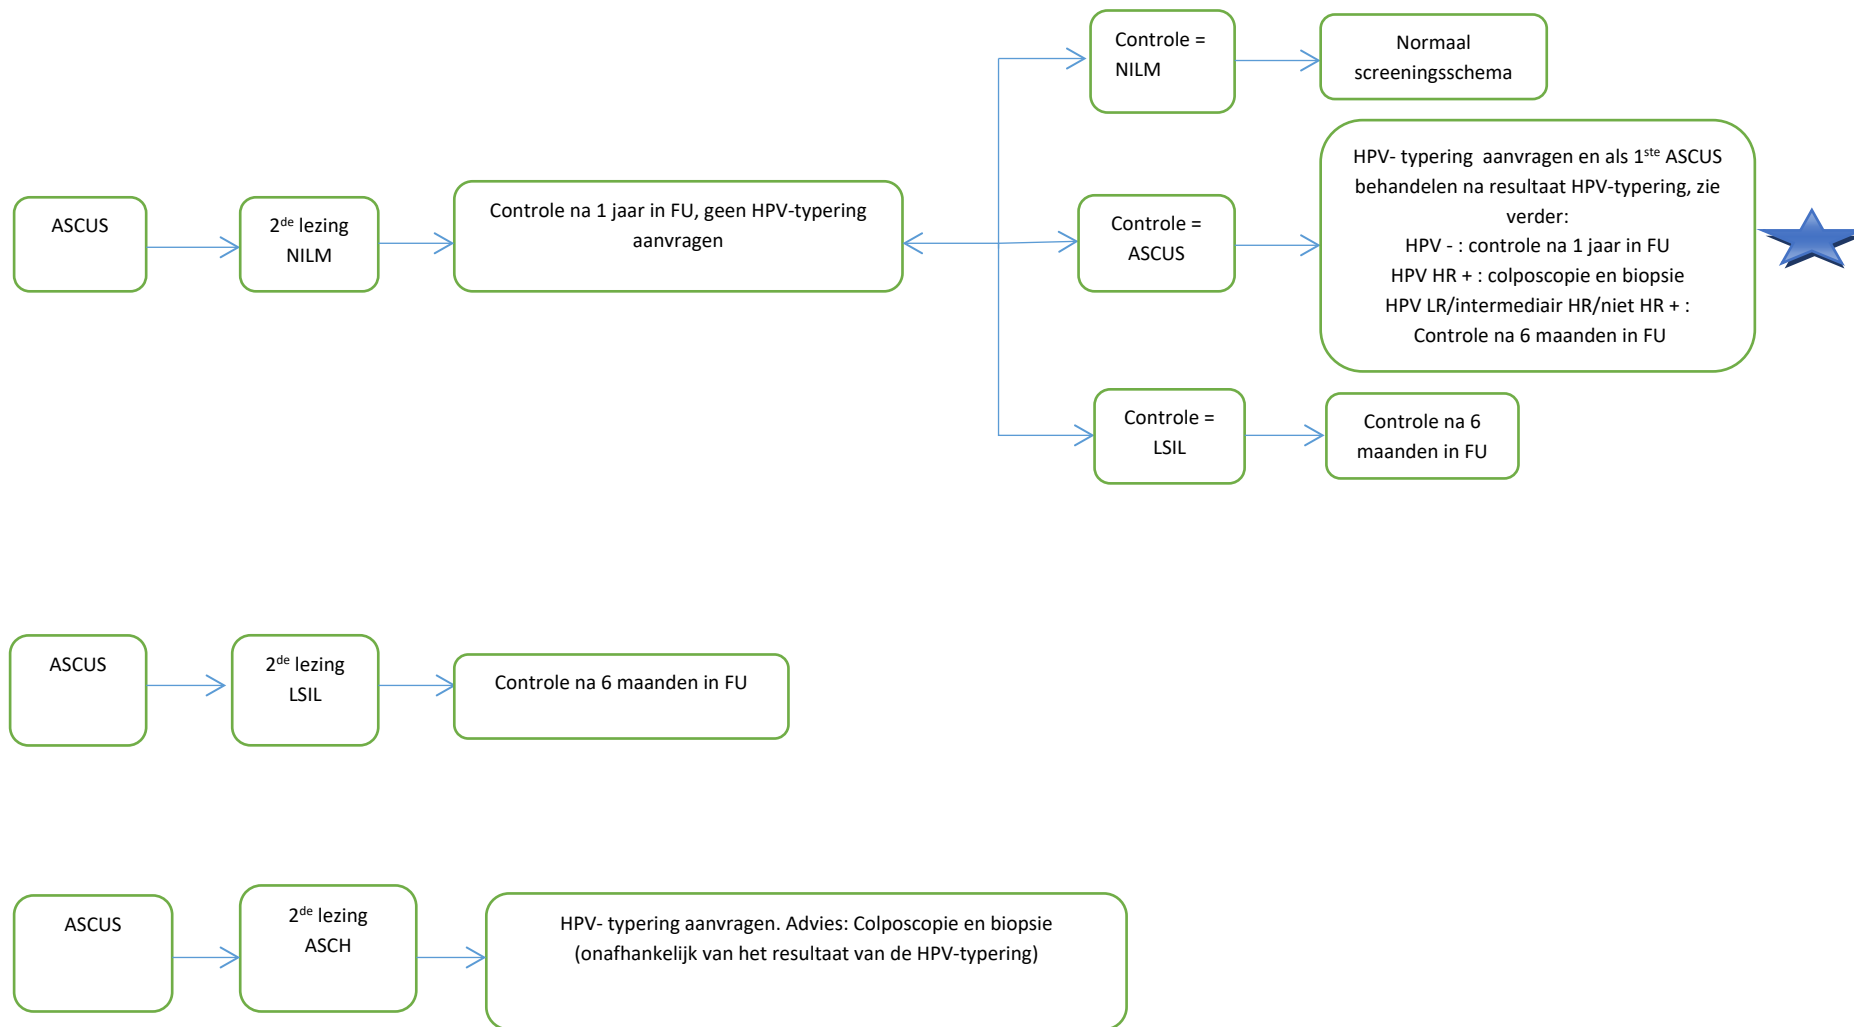 ASCUS
2de lezing
NILM
Controle na 1 jaar in FU, geen HPV-typering
aanvragen
Controle =
NILM
Normaal
screeningsschema
Controle =
ASCUS
HPV- typering aanvragen en als 1ste ASCUS
behandelen na resultaat HPV-typering, zie
verder:
HPV - : controle na 1 jaar in FU
HPV HR + : colposcopie en biopsie
HPV LR/intermediair HR/niet HR + :
Controle na 6 maanden in FU
Controle =
LSIL
Controle na 6
maanden in FU
ASCUS
2de lezing
LSIL
Controle na 6 maanden in FU
ASCUS
2de lezing
ASCH
HPV- typering aanvragen. Advies: Colposcopie en biopsie
(onafhankelijk van het resultaat van de HPV-typering)